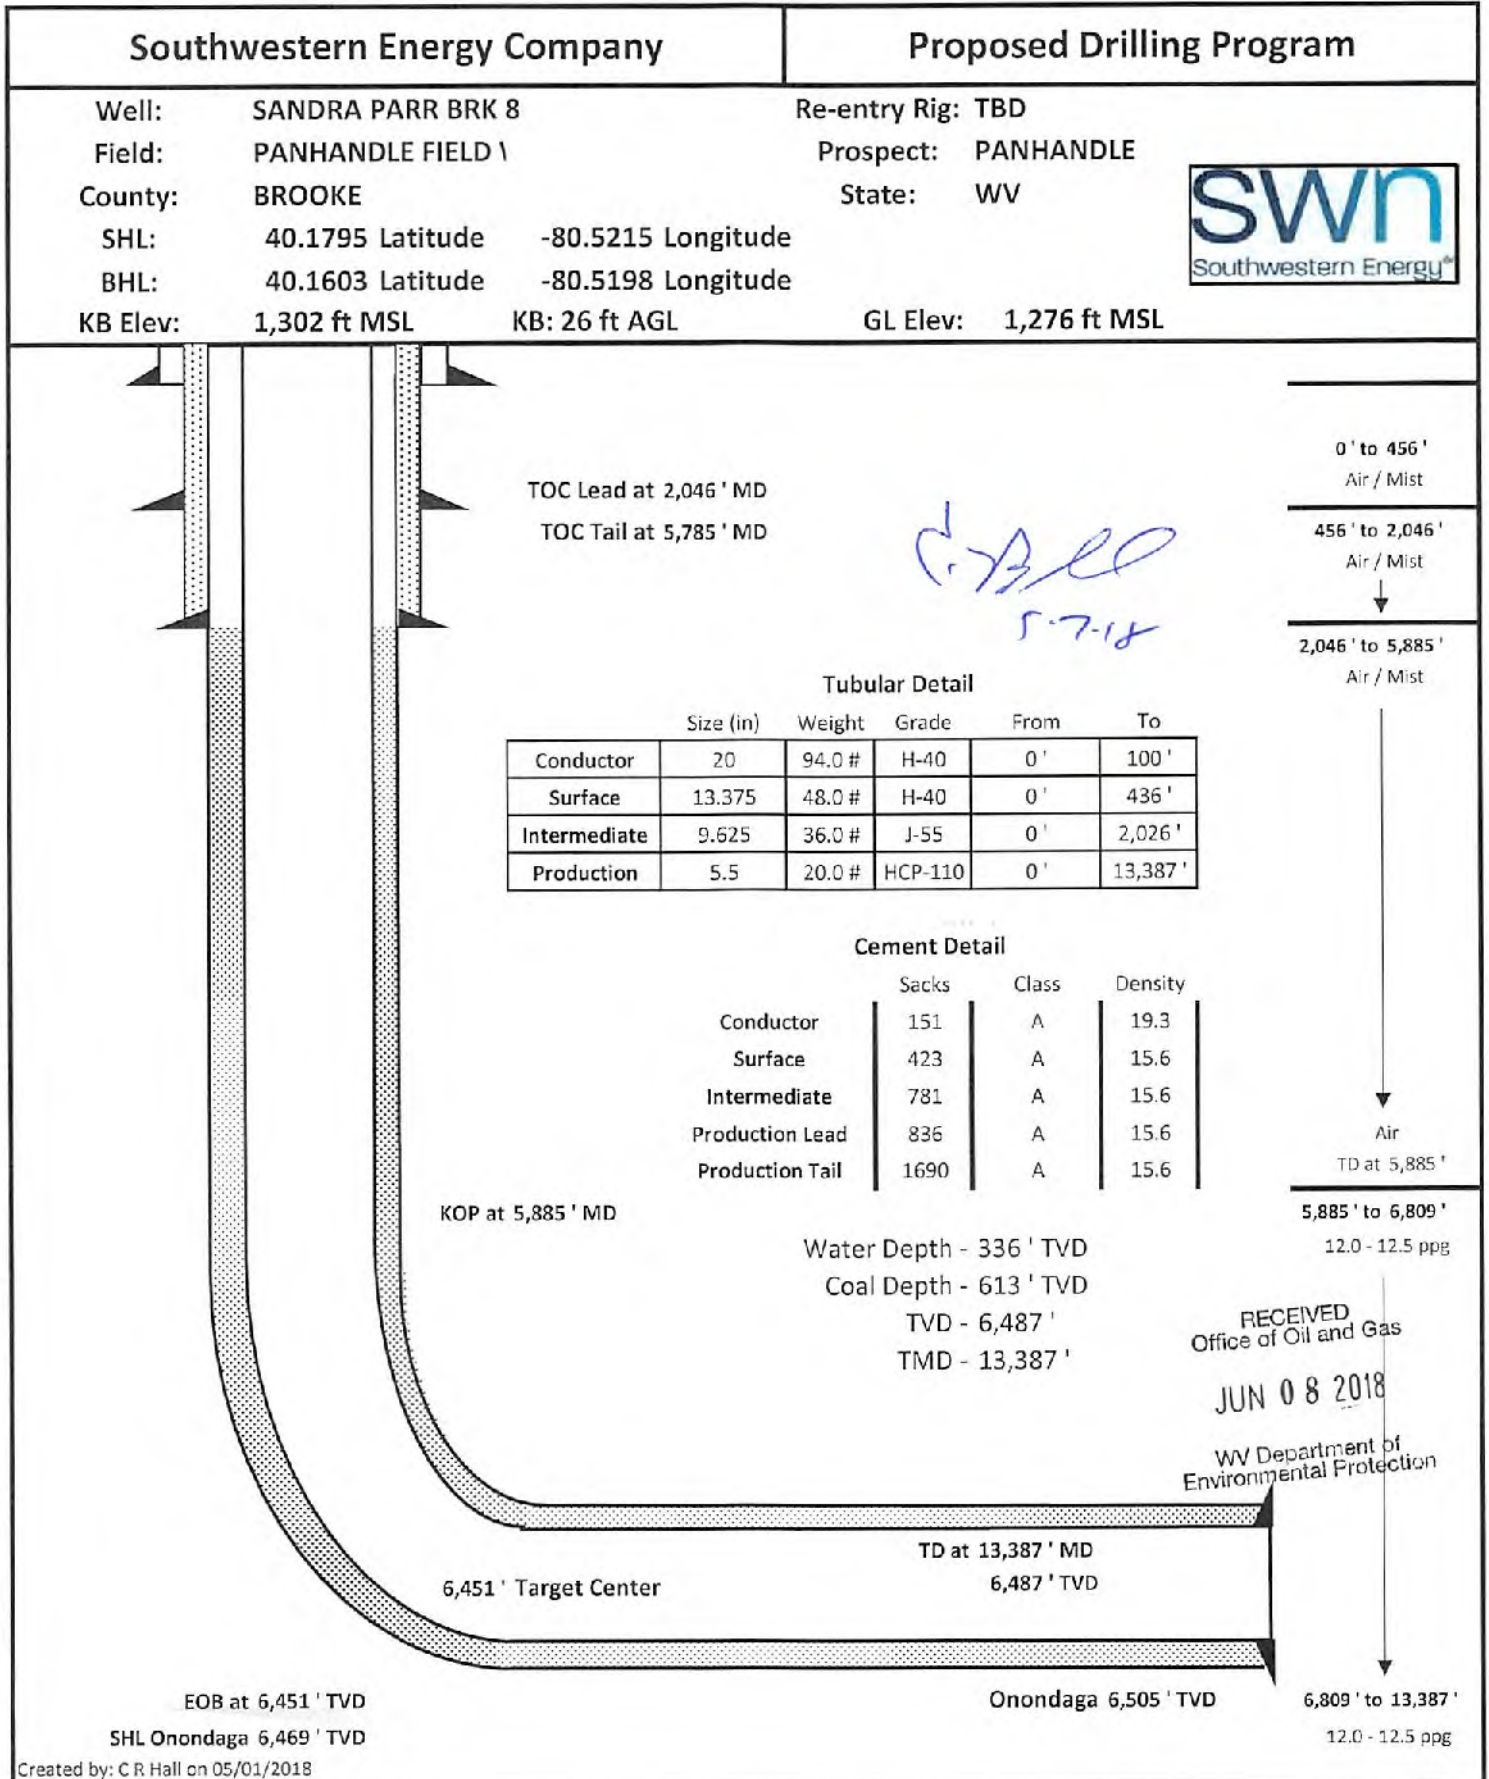 Southwestern Energy Company
Proposed Drilling Program
Well: SANDRA PARR BRK 8 Re-entry Rig: TBD
Field: PANHANDLE FIELD \ Prospect: PANHANDLE
County: BROOKE State: WV
SHL: 40.1795 Latitude -80.5215 Longitude
BHL: 40.1603 Latitude -80.5198 Longitude
KB Elev: 1,302 ft MSL KB: 26 ft AGL GL Elev: 1,276 ft MSL
swn
Southwestern Energy
0 ' to 456 '
Air / Mist
TOC Lead at 2,046 ' MD
TOC Tail at 5,785 ' MD
456 ' to 2,046 '
Air / Mist
5-7-18
2,046 ' to 5,885 '
Air / Mist
Tubular Detail
Size (in) Weight Grade From To
Conductor 20 94.0 # H-40 0 ' 100 '
Surface 13.375 48.0 # H-40 0 ' 436 '
Intermediate 9.625 36.0 # J-55 0 ' 2,026 '
Production 5.5 20.0 # HCP-110 0 ' 13,387 '
Cement Detail
Sacks Class Density
Conductor 151 A 19.3
Surface 423 A 15.6
Intermediate 781 A 15.6
Production Lead 836 A 15.6
Production Tail 1690 A 15.6
Air
TD at 5,885 '
KOP at 5,885 ' MD
5,885 ' to 6,809 '
12.0 - 12.5 ppg
Water Depth - 336 ' TVD
Coal Depth - 613 ' TVD
TVD - 6,487 '
TMD - 13,387 '
RECEIVED
Office of Oil and Gas
JUN 08 2018
WV Department of
Environmental Protection
TD at 13,387 ' MD
6,487 ' TVD
6,451 ' Target Center
EOB at 6,451 ' TVD
SHL Onondaga 6,469 ' TVD
Onondaga 6,505 ' TVD
6,809 ' to 13,387 '
12.0 - 12.5 ppg
Created by: C R Hall on 05/01/2018